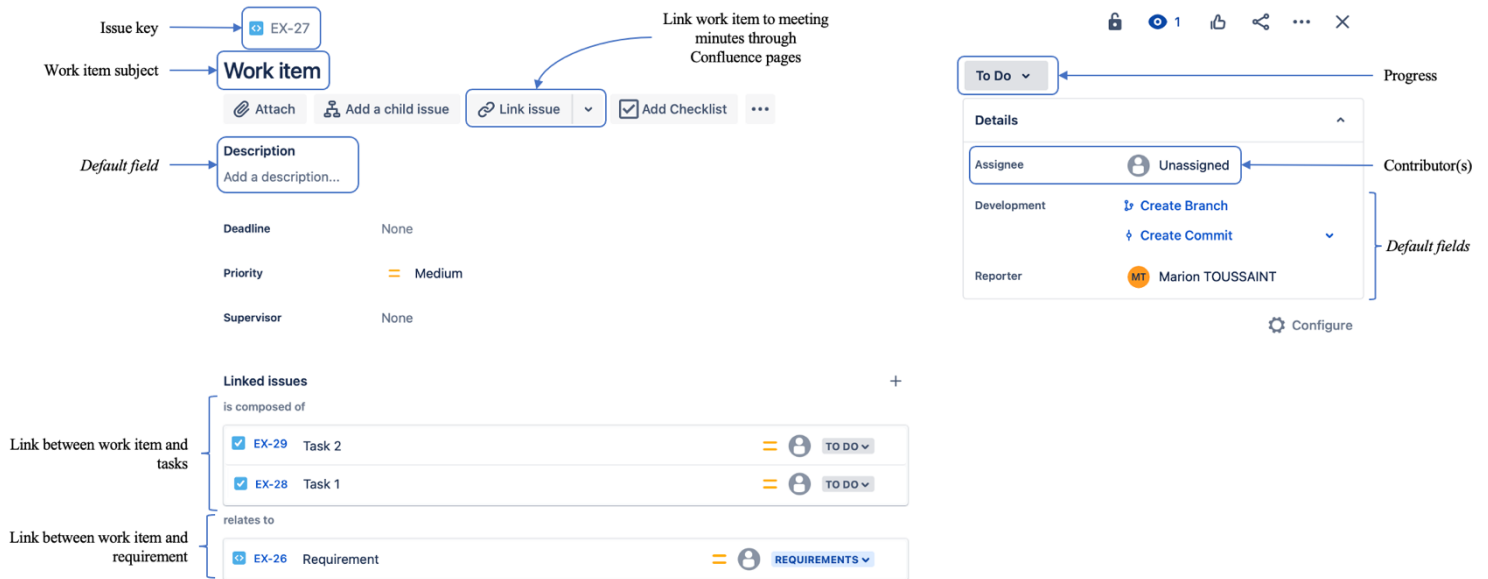 Issue key
EX-27
Link work item to meeting
minutes through
Confluence pages
1
Work item subject
Work item
To Do
Progress
Attach
Add a child issue
Link issue
Add Checklist
Details
Default field
Description
Add a description...
Assignee
Unassigned
Contributor(s)
Development
Create Branch
Create Commit
Default fields
Reporter
MT
Marion TOUSSAINT
Configure
Deadline
None
Priority
Medium
Supervisor
None
Linked issues
is composed of
Link between work item and
tasks
EX-29 Task 2 TO DO
EX-28 Task 1 TO DO
relates to
Link between work item and
requirement
EX-26 Requirement REQUIREMENTS